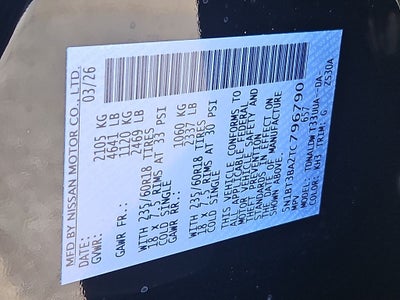 MFD BY NISSAN MOTOR CO., LTD.
DATE: 03/26
GVWR: 2105 KG
4641 LB
GAWR FR.: 1120 KG
2469 LB
WITH 235/60R18 TIRES
18 x 7.5 RIMS AT 33 PSI
COLD SINGLE
GAWR RR.: 1060 KG
2337 LB
WITH 235/60R18 TIRES
18 x 7.5 RIMS AT 30 PSI
COLD SINGLE
THIS VEHICLE CONFORMS TO
ALL APPLICABLE FEDERAL
MOTOR VEHICLE SAFETY AND
THEFT PREVENTION
STANDARDS IN EFFECT ON
THE DATE OF MANUFACTURE
SHOWN ABOVE.
5N1BT3BA2TC796790
MPV
MODEL:
COLOR: KH3 TRIM: G